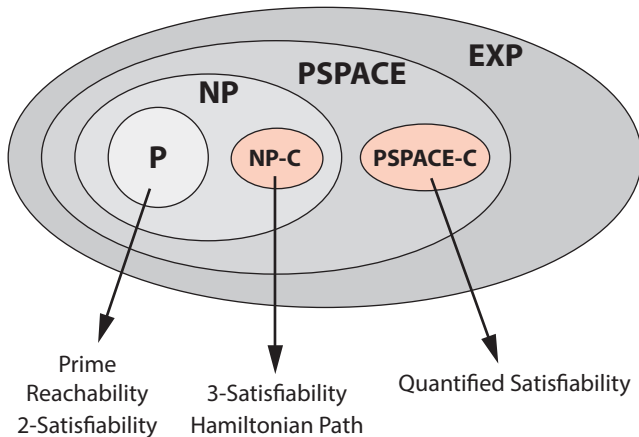 EXP
PSPACE
NP
P
NP-C
PSPACE-C
Prime
Reachability
2-Satisfiability
3-Satisfiability
Hamiltonian Path
Quantified Satisfiability